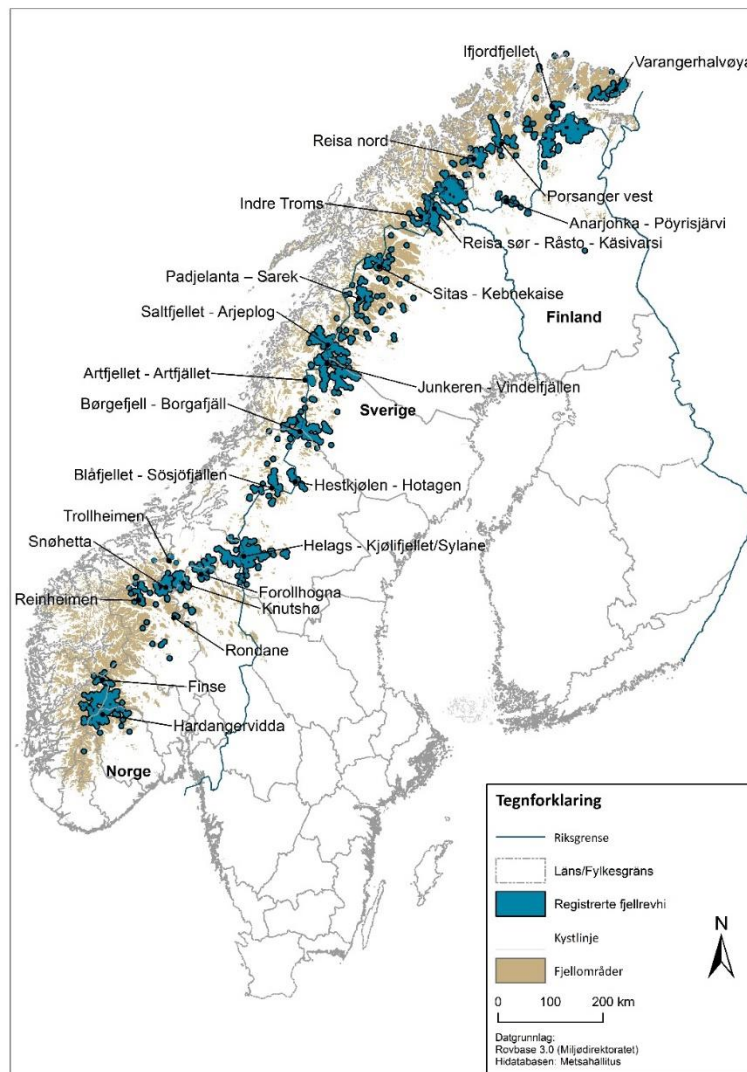 Ifjordfjellet
Varangerhalvøya
Reisa nord
Porsanger vest
Indre Troms
Anarjohka - Pöyrisjärvi
Reisa sør - Råsto - Käsivarsi
Padjelanta – Sarek
Sitas - Kebnekaise
Saltfjellet - Arjeplog
Finland
Artfjellet - Artfjället
Junkeren - Vindelfjällen
Børgefjell - Borgafjäll
Sverige
Blåfjellet - Sösjöfjällen
Hestkjølen - Hotagen
Trollheimen
Snøhetta
Helags - Kjølifjellet/Sylane
Forollhogna
Reinheimen
Knutshø
Rondane
Finse
Hardangervidda
Norge
Tegnforklaring
Riksgrense
Läns/Fylkesgräns
Registrerte fjellrevhi
Kystlinje
N
Fjellområder
0 100 200 km
Datgrunnlag:
Rovbase 3.0 (Miljødirektoratet)
Hidatabasen: Metsahällitus